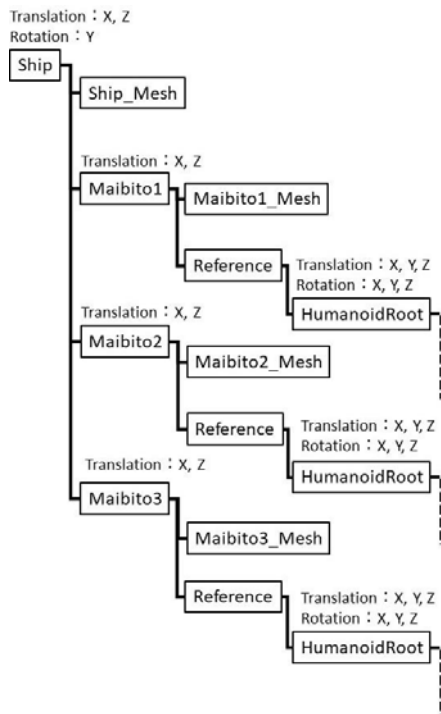 Translation：X, Z
Rotation：Y
Ship
Ship_Mesh
Translation：X, Z
Maibito1
Maibito1_Mesh
Reference
Translation：X, Y, Z
Rotation：X, Y, Z
HumanoidRoot
Translation：X, Z
Maibito2
Maibito2_Mesh
Reference
Translation：X, Y, Z
Rotation：X, Y, Z
HumanoidRoot
Translation：X, Z
Maibito3
Maibito3_Mesh
Reference
Translation：X, Y, Z
Rotation：X, Y, Z
HumanoidRoot